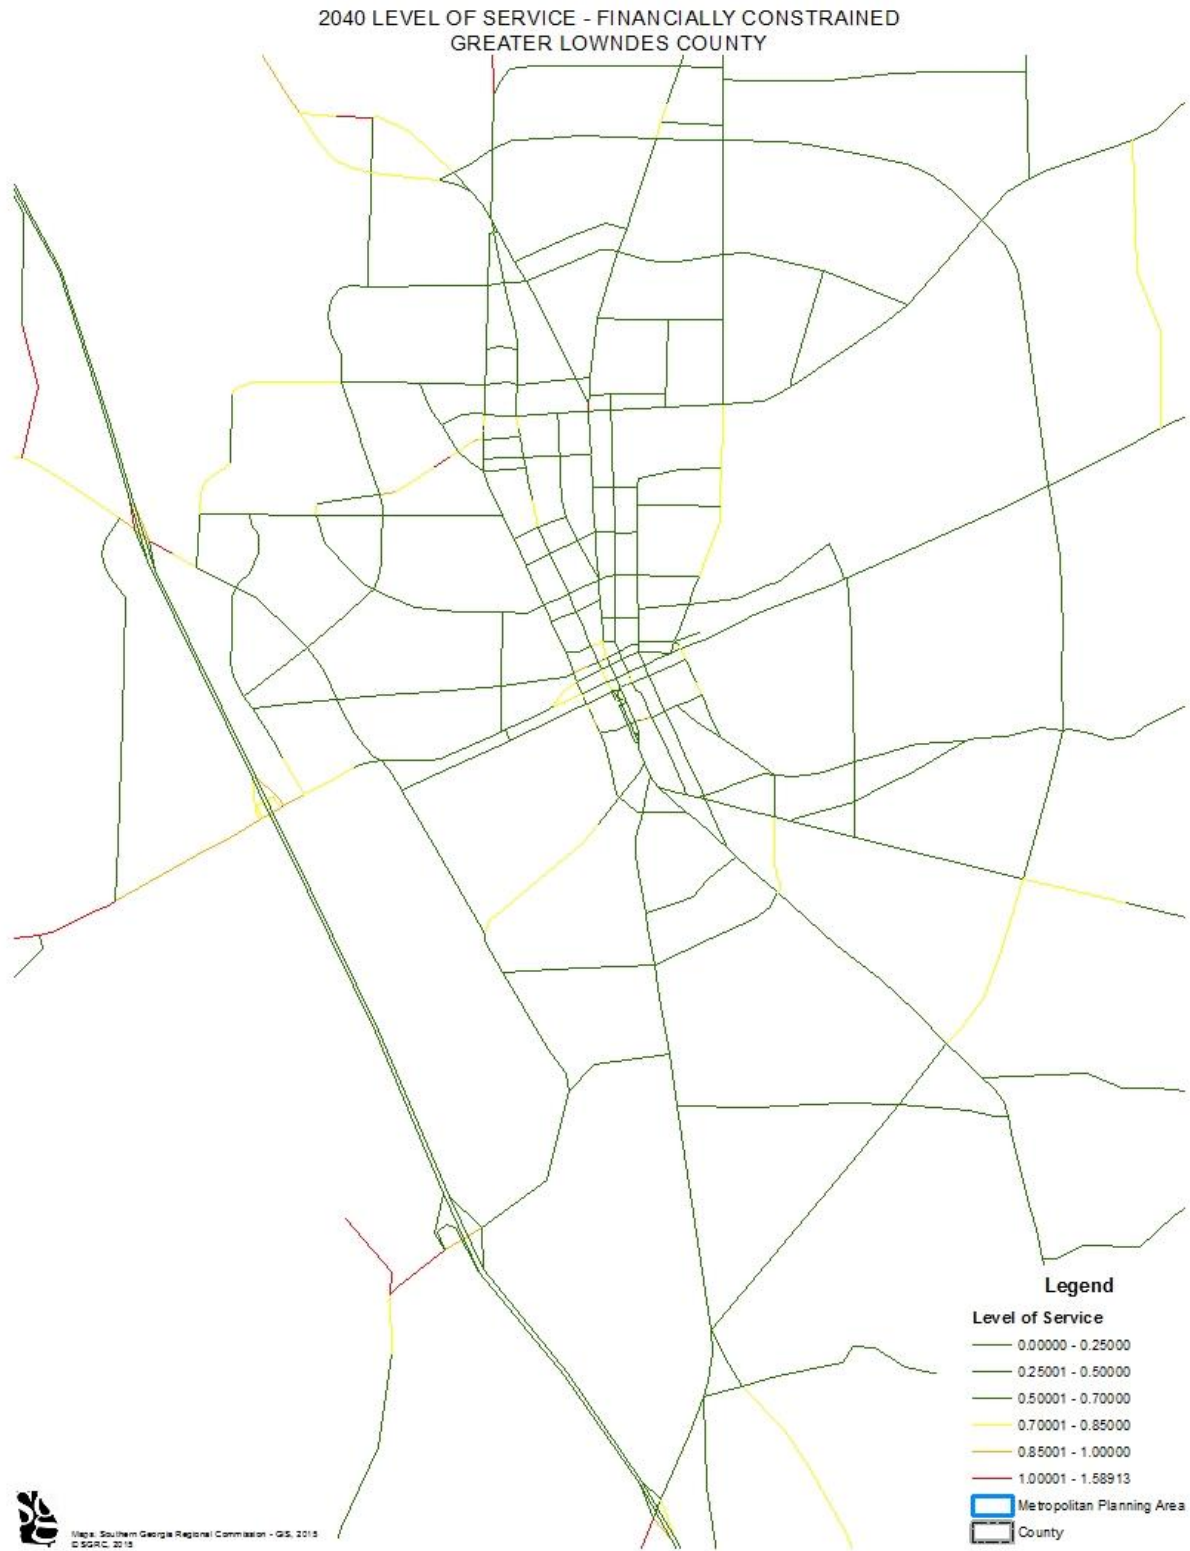 2040 LEVEL OF SERVICE - FINANCIALLY CONSTRAINED
GREATER LOWNDES COUNTY
Legend
Level of Service
0.00000 - 0.25000
0.25001 - 0.50000
0.50001 - 0.70000
0.70001 - 0.85000
0.85001 - 1.00000
1.00001 - 1.58913
Metropolitan Planning Area
County
Maps: Southern Georgia Regional Commission - GIS, 2015
©SGRC, 2015